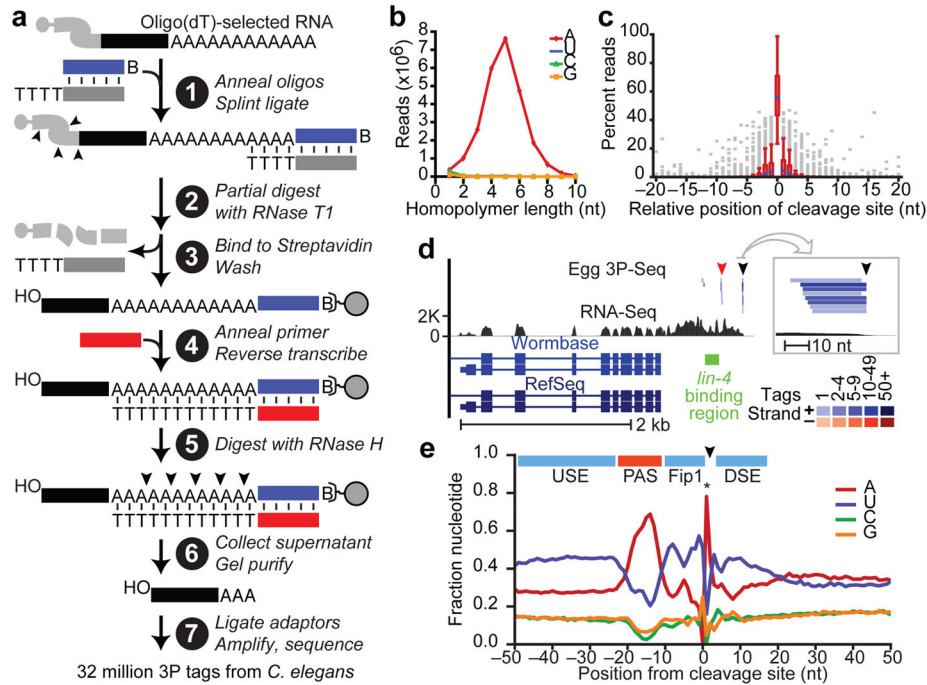 a
Oligo(dT)-selected RNA
AAAAAAAAAAAA
B
TTTT
1
Anneal oligos
Splint ligate
AAAAAAAAAAAA
B
TTTT
2
Partial digest
with RNase T1
3
Bind to Streptavidin
Wash
TTTT
HO
AAAAAAAAAAAA
B
4
Anneal primer
Reverse transcribe
HO
AAAAAAAAAAAA
B
TTTTTTTTTTTT
5
Digest with RNase H
HO
AAAAAAAAAAAA
B
TTTTTTTTTTTT
6
Collect supernatant
Gel purify
HO
AAA
7
Ligate adaptors
Amplify, sequence
32 million 3P tags from C. elegans
b
Reads (x10⁶)
8
7
6
5
4
3
2
1
0
0 2 4 6 8 10
Homopolymer length (nt)
A
U
C
G
c
Percent reads
100
80
60
40
20
0
−20 −15 −10 −5 0 5 10 15 20
Relative position of cleavage site (nt)
d
Egg 3P-Seq
RNA-Seq
2K
0
Wormbase
RefSeq
2 kb
lin-4
binding
region
10 nt
Tags
1
2-4
5-9
10-49
50+
Strand
+
−
e
USE
PAS
Fip1
DSE
*
A
U
C
G
Fraction nucleotide
1.0
0.8
0.6
0.4
0.2
0.0
−50 −40 −30 −20 −10 0 10 20 30 40 50
Position from cleavage site (nt)